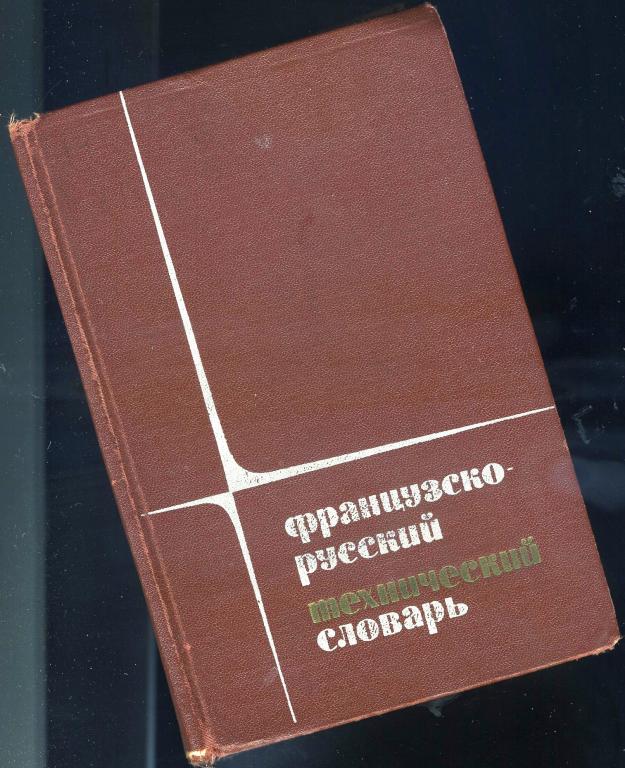 французско-
русский
технический
словарь